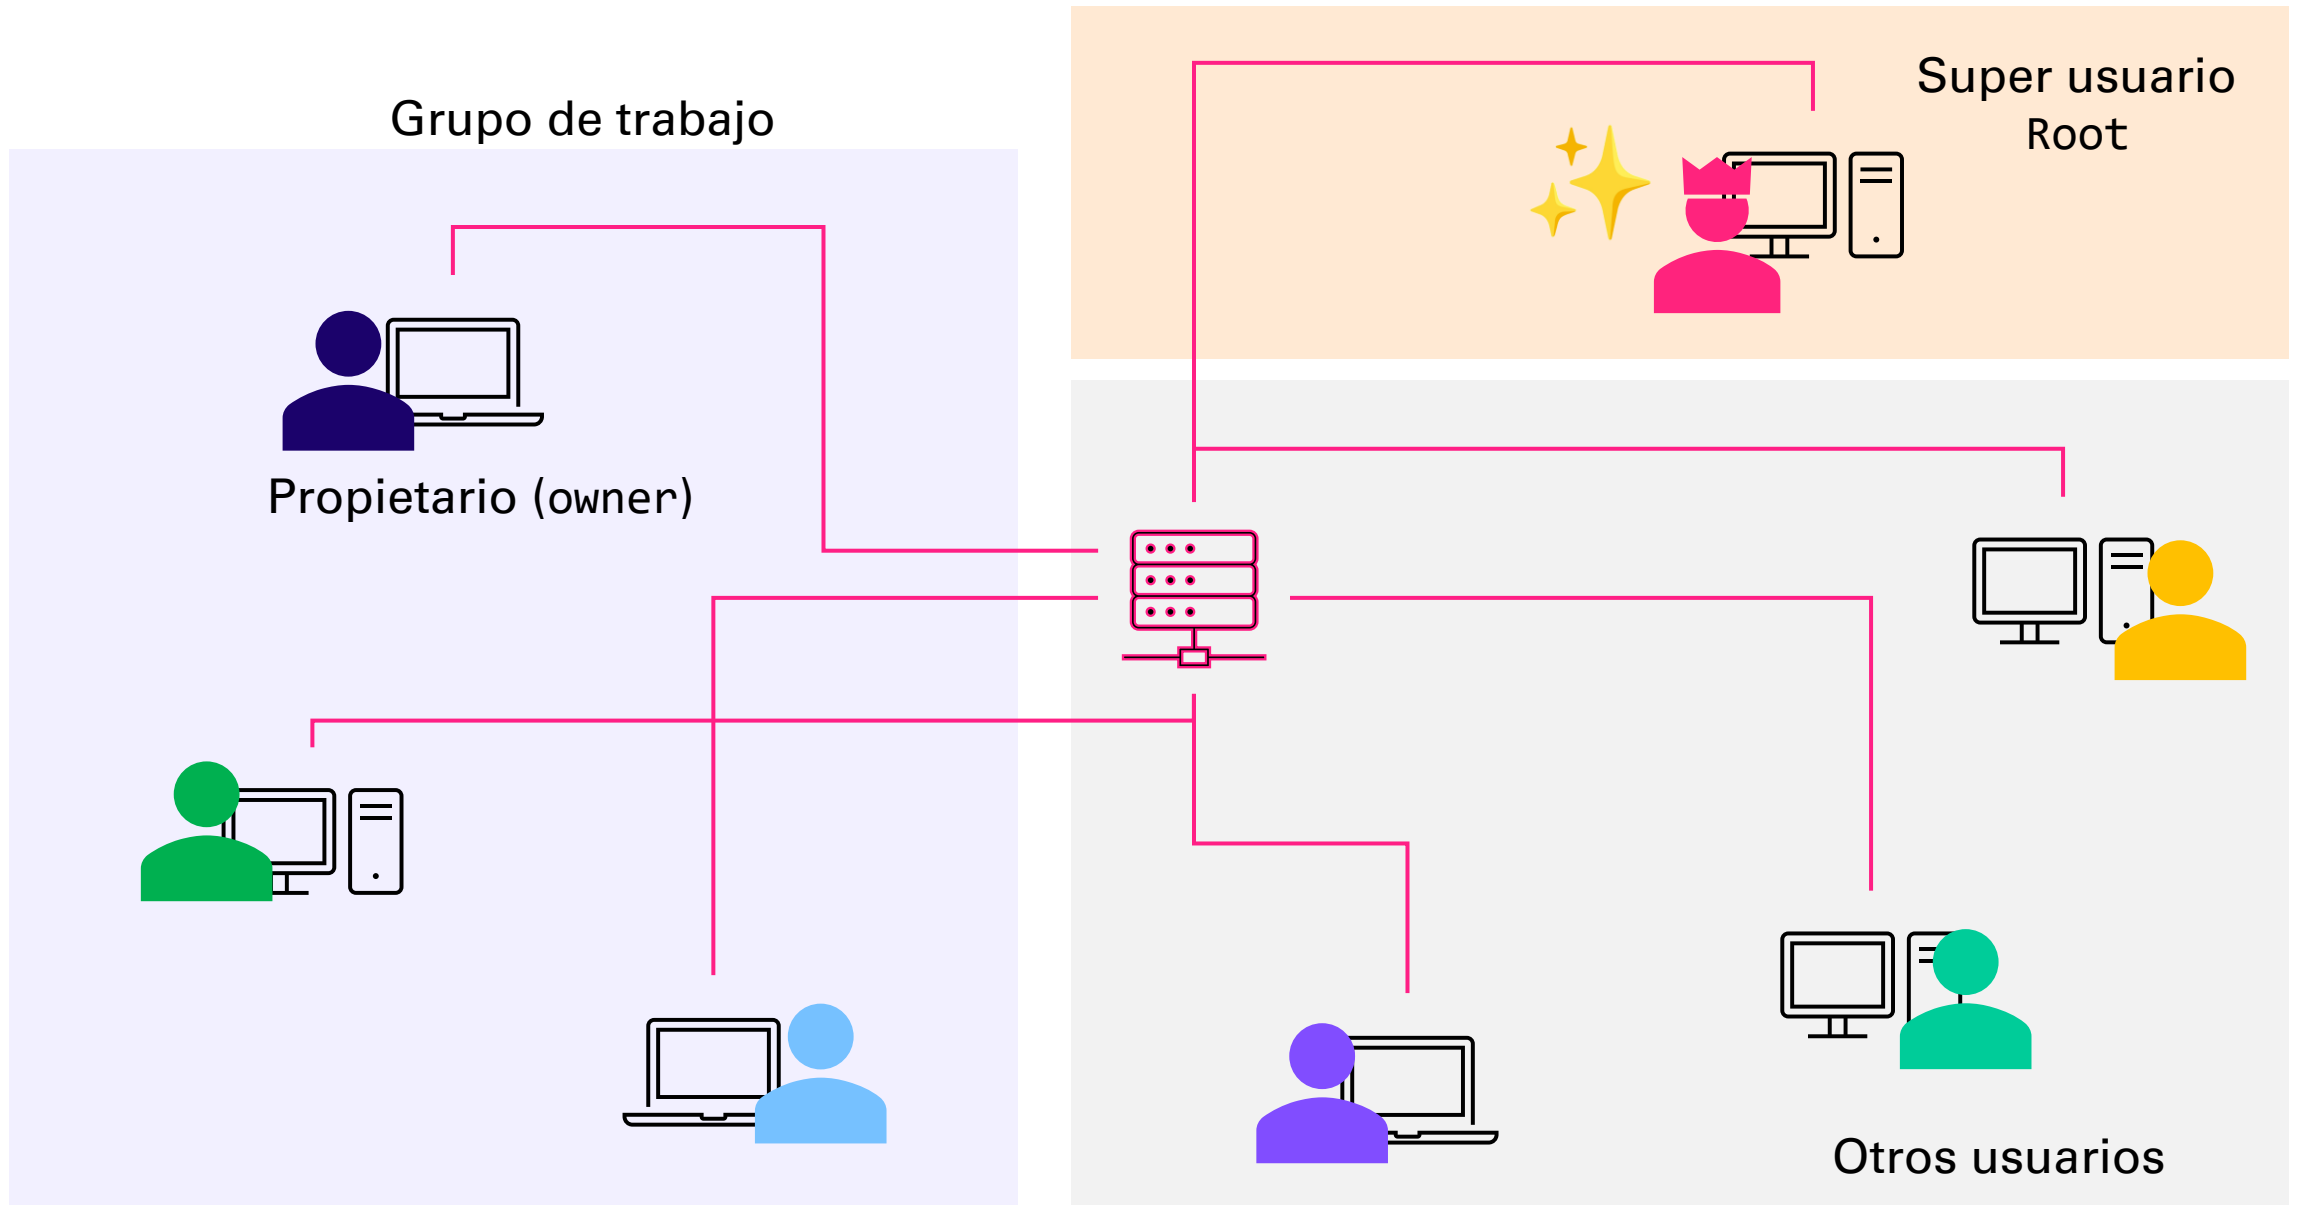 Grupo de trabajo
Super usuario
Root
Propietario (owner)
Otros usuarios